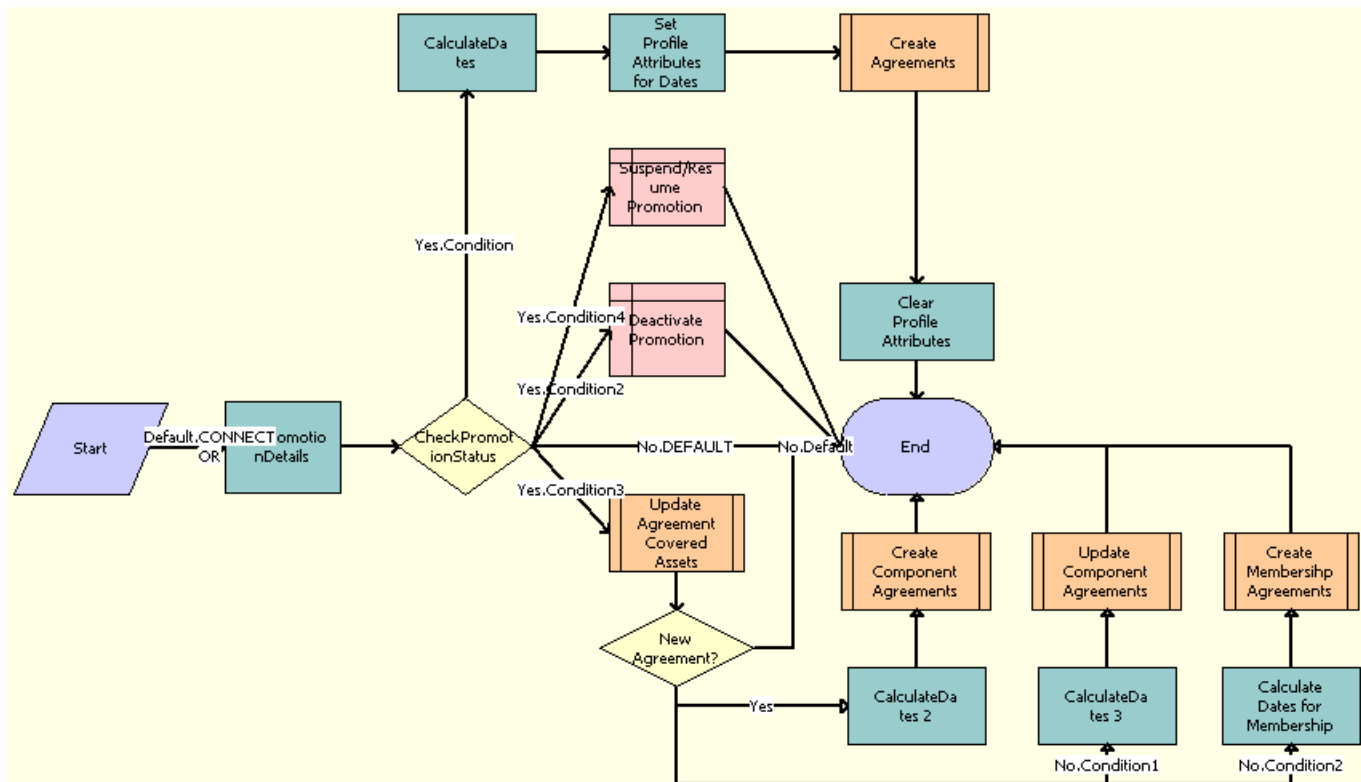 CalculateDa
tes
Set
Profile
Attributes
for Dates
Create
Agreements
Suspend/Res
ume
Promotion
Yes.Condition
Yes.Condition4
Deactivate
Promotion
Clear
Profile
Attributes
Yes.Condition2
Start
Default.CONNECT
OR
omotio
nDetails
CheckPromot
ionStatus
No.DEFAULT
No.Default
End
Yes.Condition3
Update
Agreement
Covered
Assets
Create
Component
Agreements
Update
Component
Agreements
Create
Membersihp
Agreements
New
Agreement?
Yes
CalculateDa
tes 2
CalculateDa
tes 3
Calculate
Dates for
Membership
No.Condition1
No.Condition2